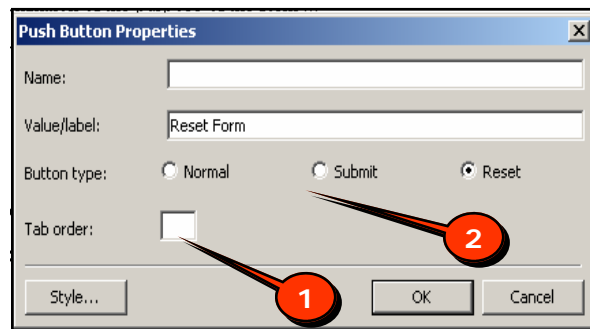 Push Button Properties
Name:
Value/label: Reset Form
Button type: Normal Submit Reset
Tab order:
2
1
Style... OK Cancel